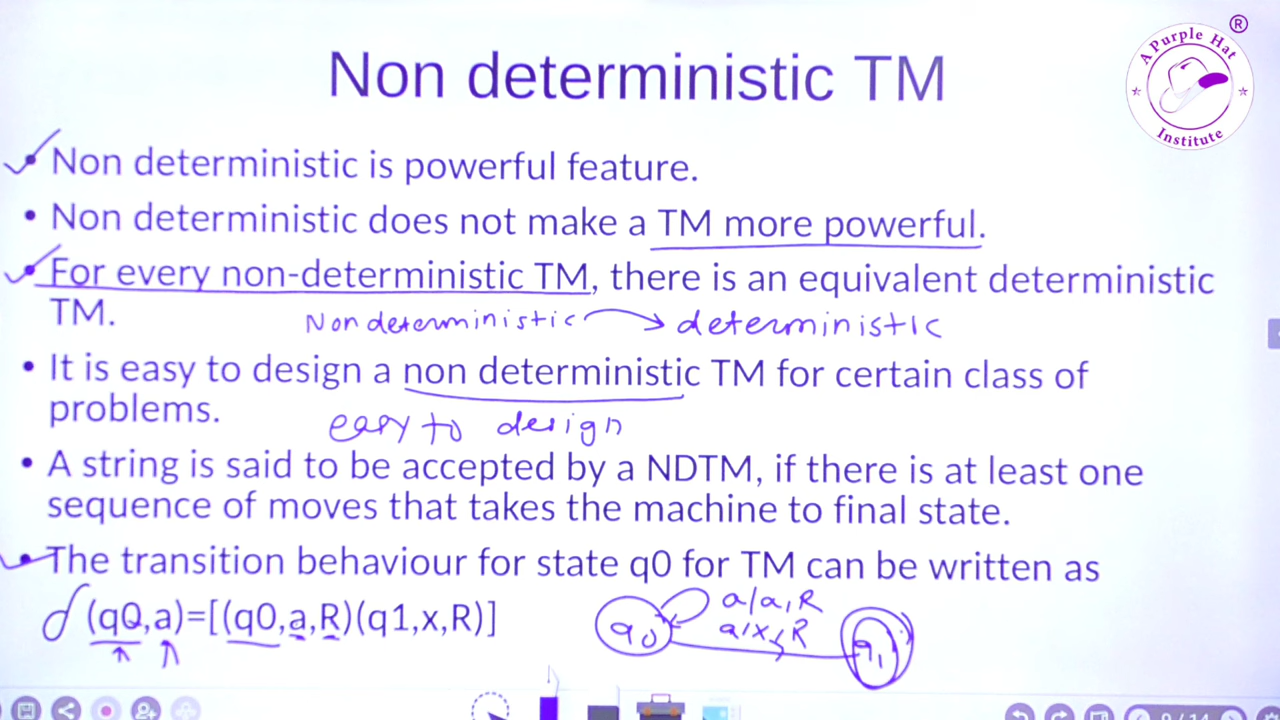 A Purple Hat
Institute
®
Non deterministic TM
• Non deterministic is powerful feature.
• Non deterministic does not make a TM more powerful.
• For every non-deterministic TM, there is an equivalent deterministic
TM.
Non deterministic → deterministic
• It is easy to design a non deterministic TM for certain class of
problems.
easy to design
• A string is said to be accepted by a NDTM, if there is at least one
sequence of moves that takes the machine to final state.
• The transition behaviour for state q0 for TM can be written as
δ(q0,a)=[(q0,a,R)(q1,x,R)]
a/a,R
a/x,R
q0
q1